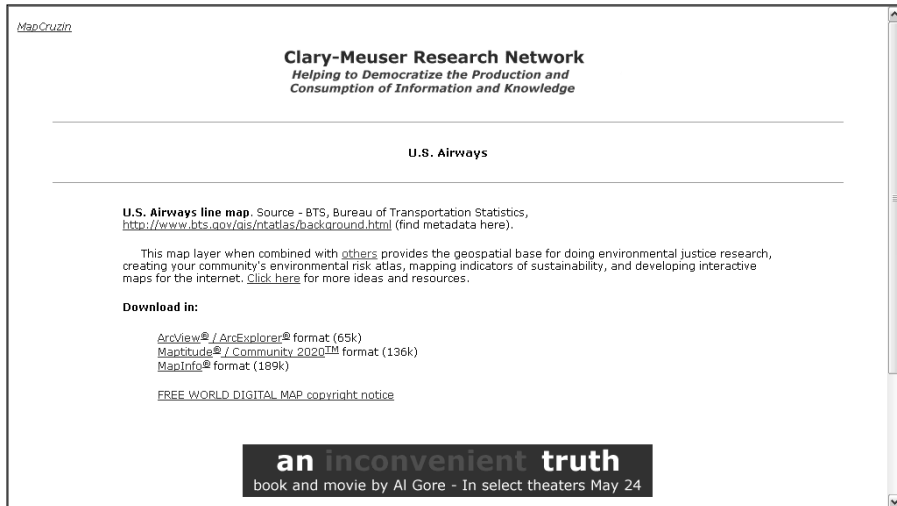 MapCruzin
Clary-Meuser Research Network
Helping to Democratize the Production and
Consumption of Information and Knowledge
U.S. Airways
U.S. Airways line map. Source - BTS, Bureau of Transportation Statistics,
http://www.bts.gov/gis/ntatlas/background.html (find metadata here).
This map layer when combined with others provides the geospatial base for doing environmental justice research,
creating your community's environmental risk atlas, mapping indicators of sustainability, and developing interactive
maps for the internet. Click here for more ideas and resources.
Download in:
ArcView® / ArcExplorer® format (65k)
Maptitude® / Community 2020™ format (136k)
MapInfo® format (189k)
FREE WORLD DIGITAL MAP copyright notice
an inconvenient truth
book and movie by Al Gore - In select theaters May 24